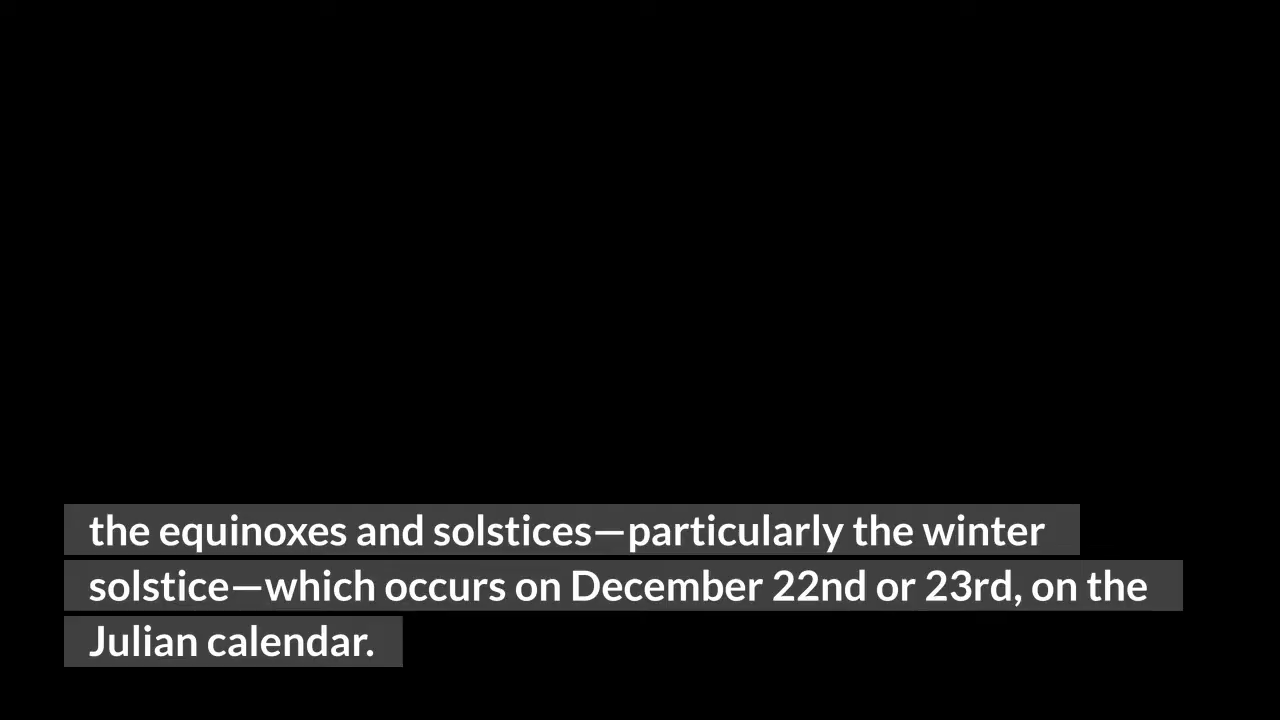 the equinoxes and solstices—particularly the winter
solstice—which occurs on December 22nd or 23rd, on the
Julian calendar.